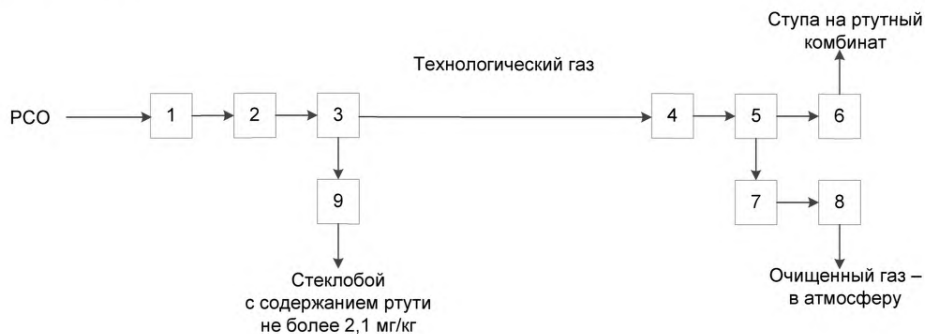 Ступа на ртутный
комбинат
Технологический газ
РСО
1
2
3
4
5
6
9
7
8
Стеклобой
с содержанием ртути
не более 2,1 мг/кг
Очищенный газ –
в атмосферу